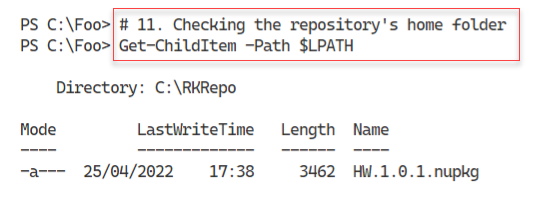 PS C:\Foo> # 11. Checking the repository's home folder
PS C:\Foo> Get-ChildItem -Path $LPATH
Directory: C:\RKRepo
Mode LastWriteTime Length Name
---- ------------- ------ ----
-a--- 25/04/2022 17:38 3462 HW.1.0.1.nupkg